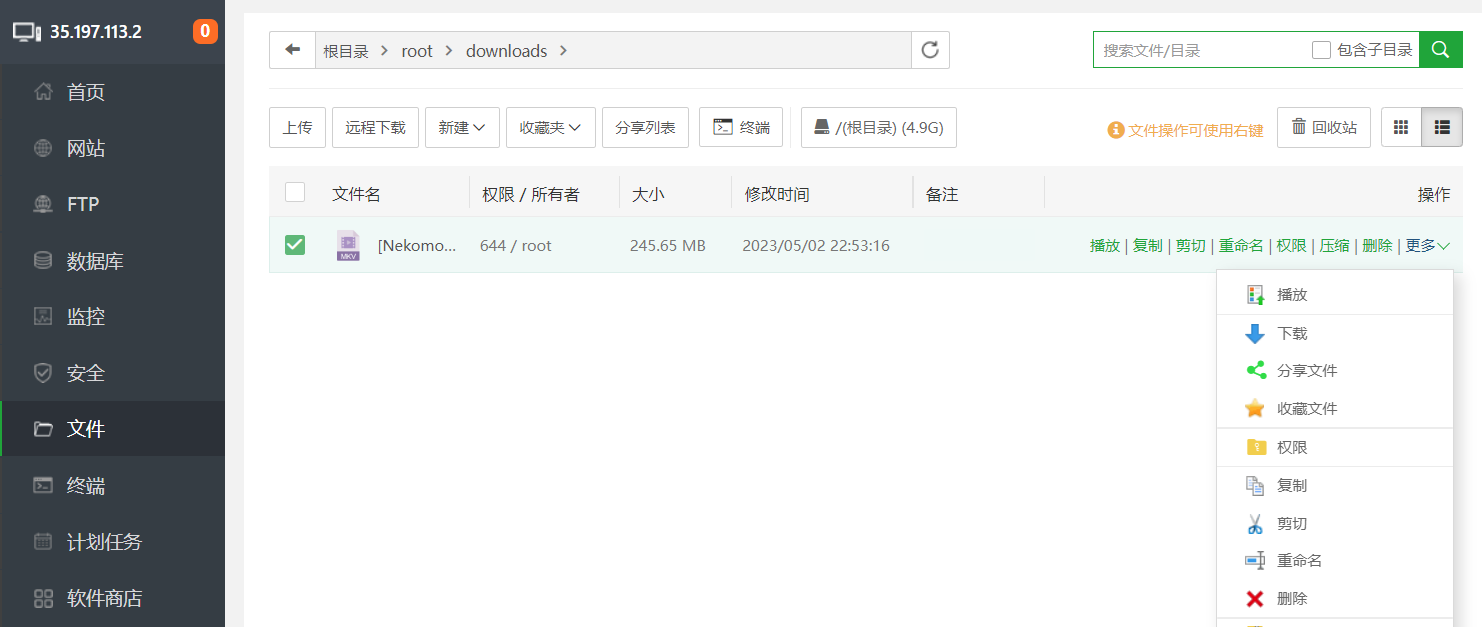 35.197.113.2
0
首页
网站
FTP
数据库
监控
安全
文件
终端
计划任务
软件商店
根目录 root downloads
搜索文件/目录 包含子目录
上传 远程下载 新建 收藏夹 分享列表 终端 /(根目录) (4.9G) 文件操作可使用右键 回收站
文件名 权限 / 所有者 大小 修改时间 备注 操作
MKV [Nekomo... 644 / root 245.65 MB 2023/05/02 22:53:16 播放 | 复制 | 剪切 | 重命名 | 权限 | 压缩 | 删除 | 更多
播放
下载
分享文件
收藏文件
权限
复制
剪切
重命名
删除